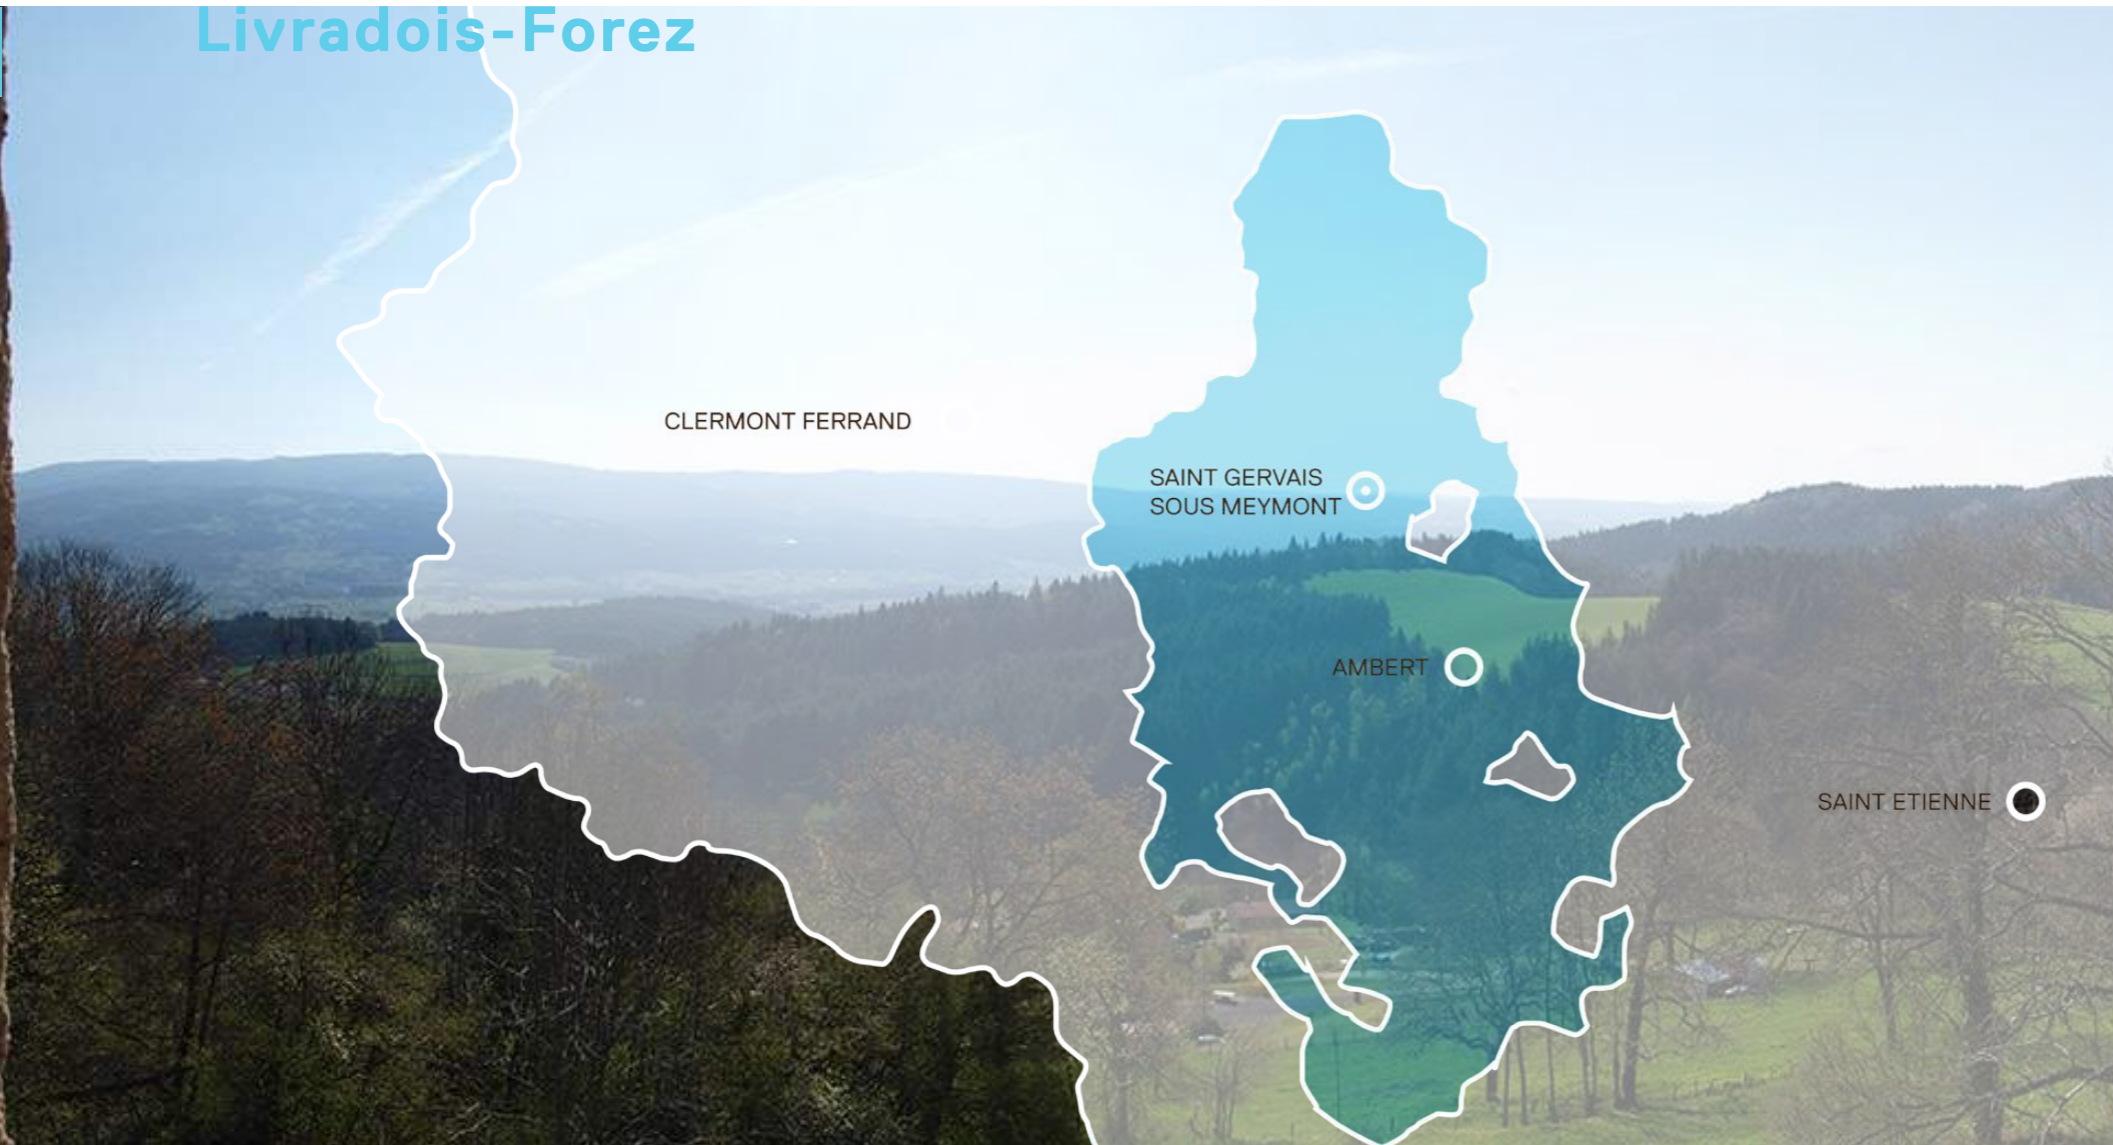 Livradois-Forez
CLERMONT FERRAND
SAINT GERVAIS
SOUS MEYMONT
AMBERT
SAINT ETIENNE